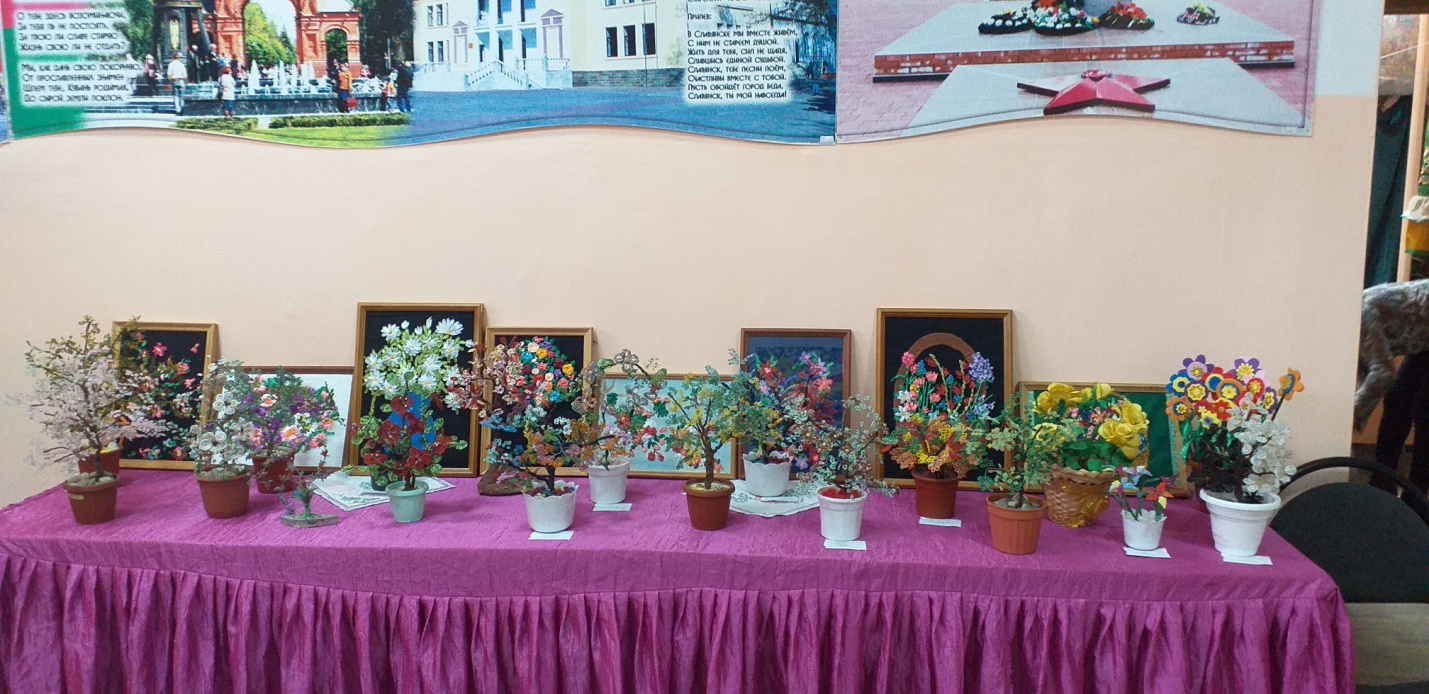 О тебе здесь вспоминаючи,
За тебя ль не постоять,
За твою ли славу старую
Жизнь свою ли не отдать?
Мы, как дань свою покорную,
От прославленных знамён
Шлем тебе, Кубань родимая,
До сырой земли поклон.
Припев:
В Славянске мы вместе живём,
С ним не стареем душой.
Жить для тебя, сил не щадя,
Слившись единой судьбой.
Славянск, тебе песни поём,
Счастливы вместе с тобой.
Пусть обойдёт город беда,
Славянск, ты мой навсегда!